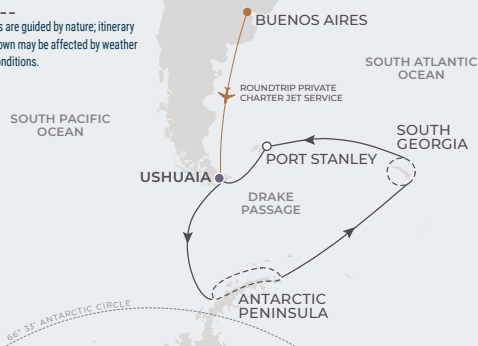 s are guided by nature; itinerary
own may be affected by weather
onditions.
BUENOS AIRES
SOUTH ATLANTIC
OCEAN
ROUNDTRIP PRIVATE
CHARTER JET SERVICE
SOUTH PACIFIC
OCEAN
SOUTH
GEORGIA
PORT STANLEY
USHUAIA
DRAKE
PASSAGE
ANTARCTIC
PENINSULA
66° 33' ANTARCTIC CIRCLE